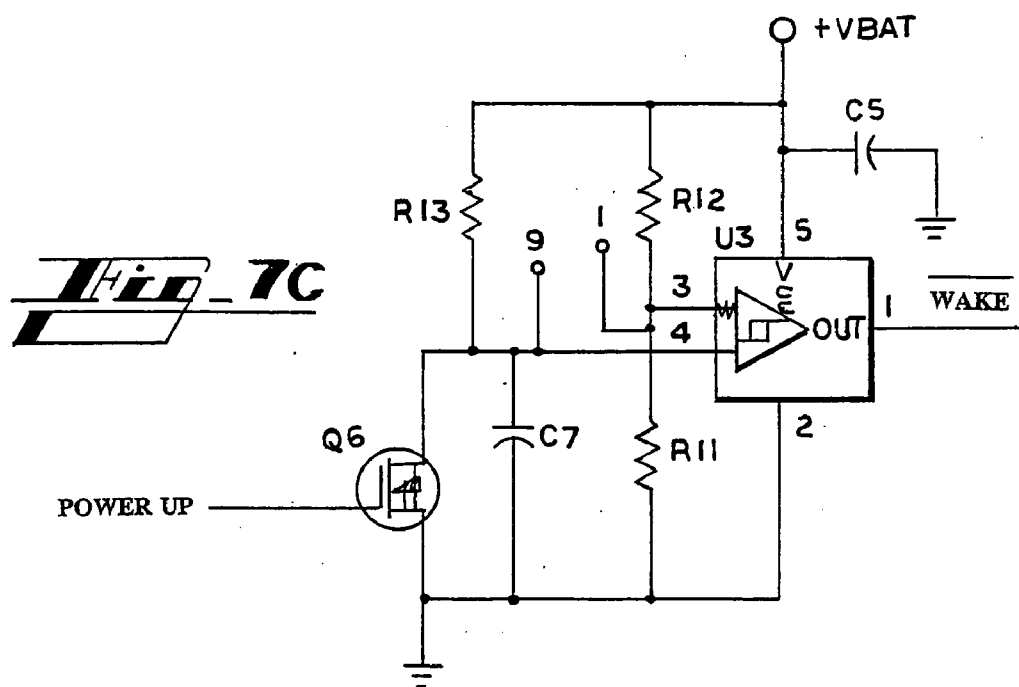 +VBAT
C5
R13
R12
1
9
U3
5
Fig_7C
3
VCC
WAKE
4
OUT
1
2
Q6
C7
R11
POWER UP